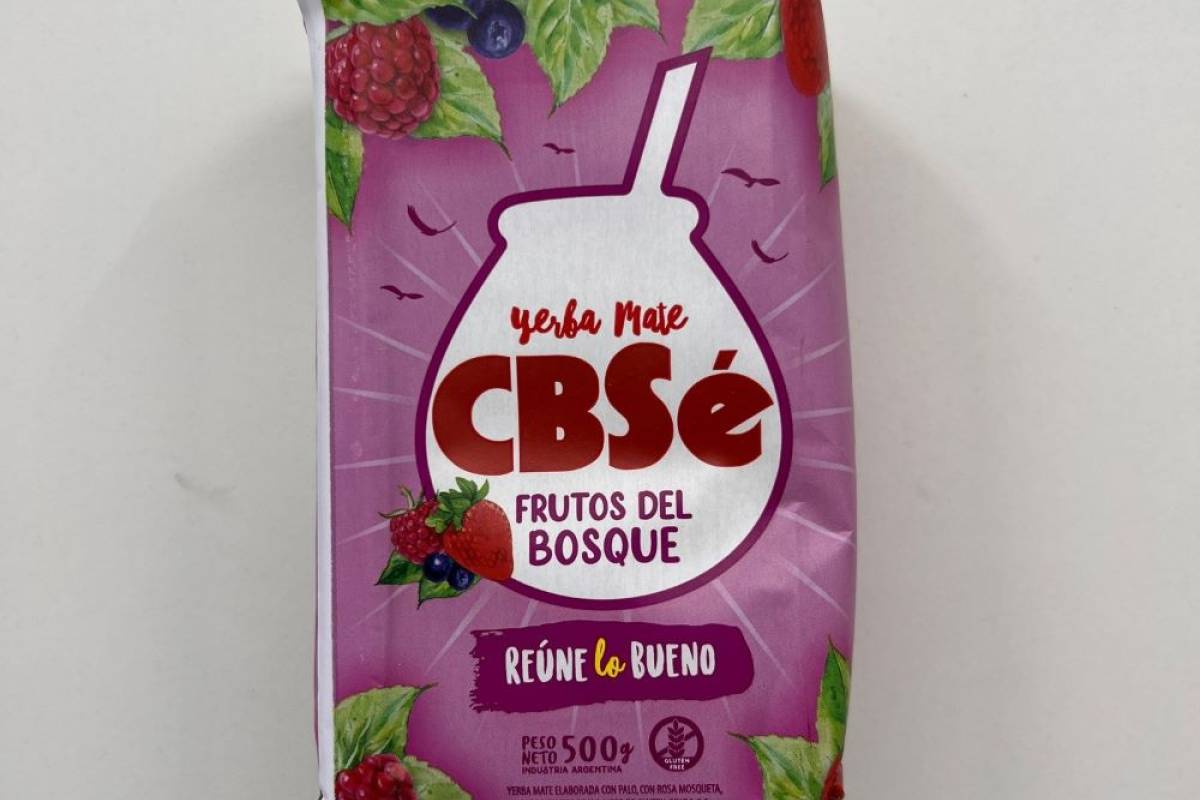 yerba Mate
CBSé
FRUTOS DEL
BOSQUE
REÚNE lo BUENO
PESO
NETO 500g
INDUSTRIA ARGENTINA
GLUTEN
FREE
YERBA MATE ELABORADA CON PALO, CON ROSA MOSQUETA,